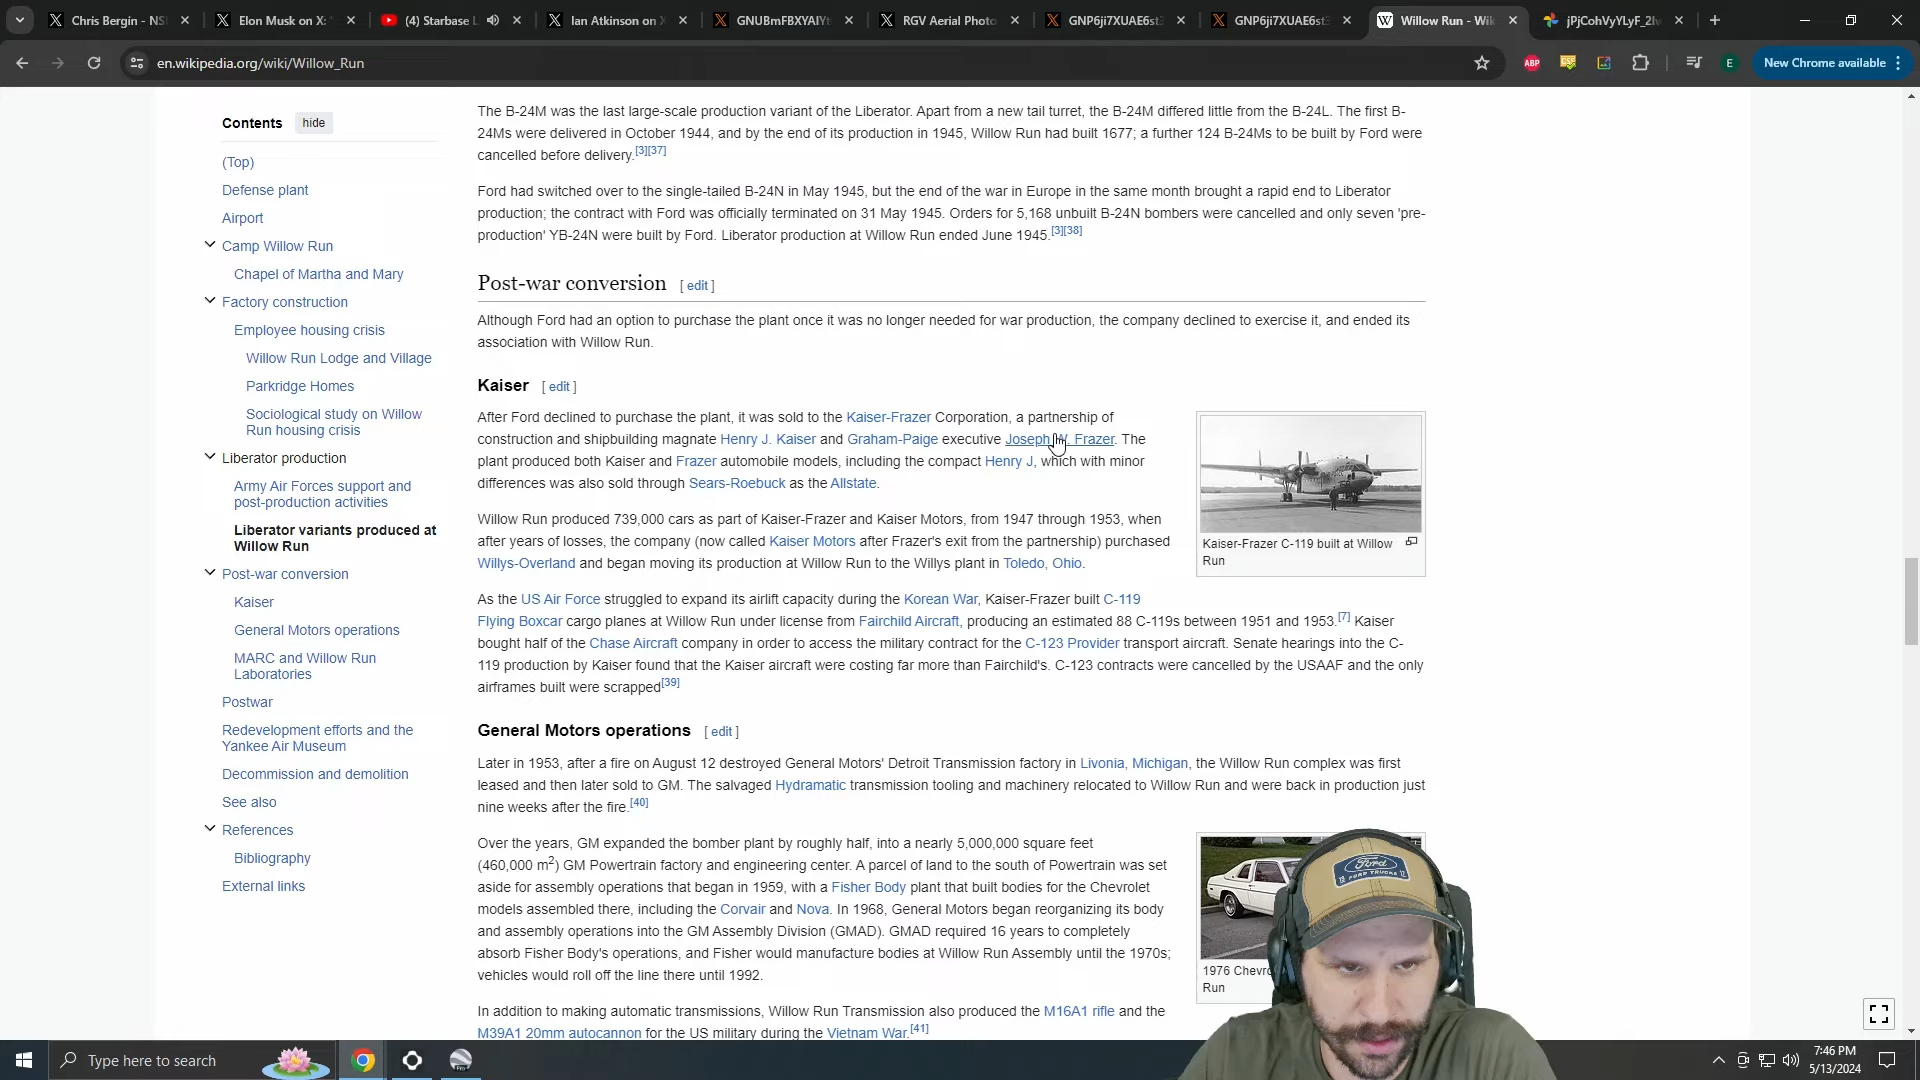 Chris Bergin - NS
Elon Musk on X: "
(4) Starbase L
Ian Atkinson on X
GNUBmFBXYAIYt
RGV Aerial Photo
GNP6ji7XUAE6st
GNP6ji7XUAE6st
Willow Run - Wik
jPjCohVyYLyF_2
en.wikipedia.org/wiki/Willow_Run
ABP
E
New Chrome available
Contents hide
(Top)
Defense plant
Airport
Camp Willow Run
Chapel of Martha and Mary
Factory construction
Employee housing crisis
Willow Run Lodge and Village
Parkridge Homes
Sociological study on Willow
Run housing crisis
Liberator production
Army Air Forces support and
post-production activities
Liberator variants produced at
Willow Run
Post-war conversion
Kaiser
General Motors operations
MARC and Willow Run
Laboratories
Postwar
Redevelopment efforts and the
Yankee Air Museum
Decommission and demolition
See also
References
Bibliography
External links
The B-24M was the last large-scale production variant of the Liberator. Apart from a new tail turret, the B-24M differed little from the B-24L. The first B-
24Ms were delivered in October 1944, and by the end of its production in 1945, Willow Run had built 1677; a further 124 B-24Ms to be built by Ford were
cancelled before delivery.[3][37]
Ford had switched over to the single-tailed B-24N in May 1945, but the end of the war in Europe in the same month brought a rapid end to Liberator
production; the contract with Ford was officially terminated on 31 May 1945. Orders for 5,168 unbuilt B-24N bombers were cancelled and only seven 'pre-
production' YB-24N were built by Ford. Liberator production at Willow Run ended June 1945.[3][38]
Post-war conversion [ edit ]
Although Ford had an option to purchase the plant once it was no longer needed for war production, the company declined to exercise it, and ended its
association with Willow Run.
Kaiser [ edit ]
After Ford declined to purchase the plant, it was sold to the Kaiser-Frazer Corporation, a partnership of
construction and shipbuilding magnate Henry J. Kaiser and Graham-Paige executive Joseph W. Frazer. The
plant produced both Kaiser and Frazer automobile models, including the compact Henry J, which with minor
differences was also sold through Sears-Roebuck as the Allstate.
Willow Run produced 739,000 cars as part of Kaiser-Frazer and Kaiser Motors, from 1947 through 1953, when
after years of losses, the company (now called Kaiser Motors after Frazer's exit from the partnership) purchased
Willys-Overland and began moving its production at Willow Run to the Willys plant in Toledo, Ohio.
Kaiser-Frazer C-119 built at Willow
Run
As the US Air Force struggled to expand its airlift capacity during the Korean War, Kaiser-Frazer built C-119
Flying Boxcar cargo planes at Willow Run under license from Fairchild Aircraft, producing an estimated 88 C-119s between 1951 and 1953.[7] Kaiser
bought half of the Chase Aircraft company in order to access the military contract for the C-123 Provider transport aircraft. Senate hearings into the C-
119 production by Kaiser found that the Kaiser aircraft were costing far more than Fairchild's. C-123 contracts were cancelled by the USAAF and the only
airframes built were scrapped[39]
General Motors operations [ edit ]
Later in 1953, after a fire on August 12 destroyed General Motors' Detroit Transmission factory in Livonia, Michigan, the Willow Run complex was first
leased and then later sold to GM. The salvaged Hydramatic transmission tooling and machinery relocated to Willow Run and were back in production just
nine weeks after the fire.[40]
Over the years, GM expanded the bomber plant by roughly half, into a nearly 5,000,000 square feet
(460,000 m2) GM Powertrain factory and engineering center. A parcel of land to the south of Powertrain was set
aside for assembly operations that began in 1959, with a Fisher Body plant that built bodies for the Chevrolet
models assembled there, including the Corvair and Nova. In 1968, General Motors began reorganizing its body
and assembly operations into the GM Assembly Division (GMAD). GMAD required 16 years to completely
absorb Fisher Body's operations, and Fisher would manufacture bodies at Willow Run Assembly until the 1970s;
vehicles would roll off the line there until 1992.
1976 Chevro
Run
In addition to making automatic transmissions, Willow Run Transmission also produced the M16A1 rifle and the
M39A1 20mm autocannon for the US military during the Vietnam War.[41]
Ford
Type here to search
7:46 PM
5/13/2024